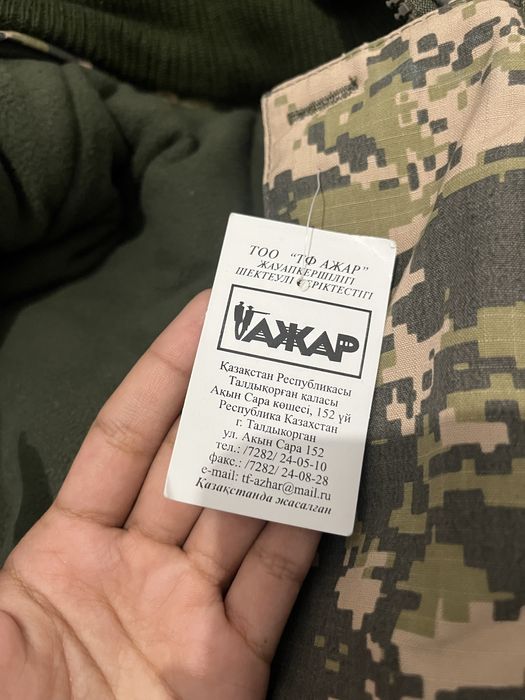 ТОО "ТФ АЖАР"
ЖАУАПКЕРШІЛІГІ
ШЕКТЕУЛІ СЕРІКТЕСТІГІ
АЖАР
Қазақстан Республикасы
Талдықорған қаласы
Ақын Сара көшесі, 152 үй
Республика Казахстан
г. Талдыкорган
ул. Акын Сара 152
тел.: /7282/ 24-05-10
факс.: /7282/ 24-08-28
e-mail: tf-azhar@mail.ru
Қазақстанда жасалған